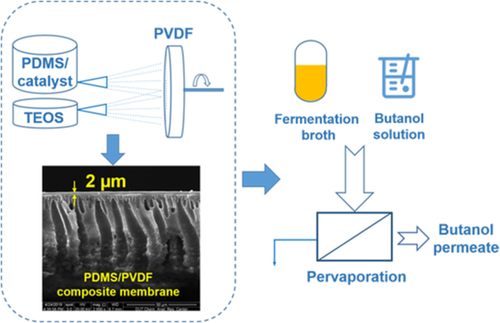 PVDF
PDMS/
catalyst
TEOS
2 µm
PDMS/PVDF
composite membrane
Fermentation
broth
Butanol
solution
Butanol
permeate
Pervaporation